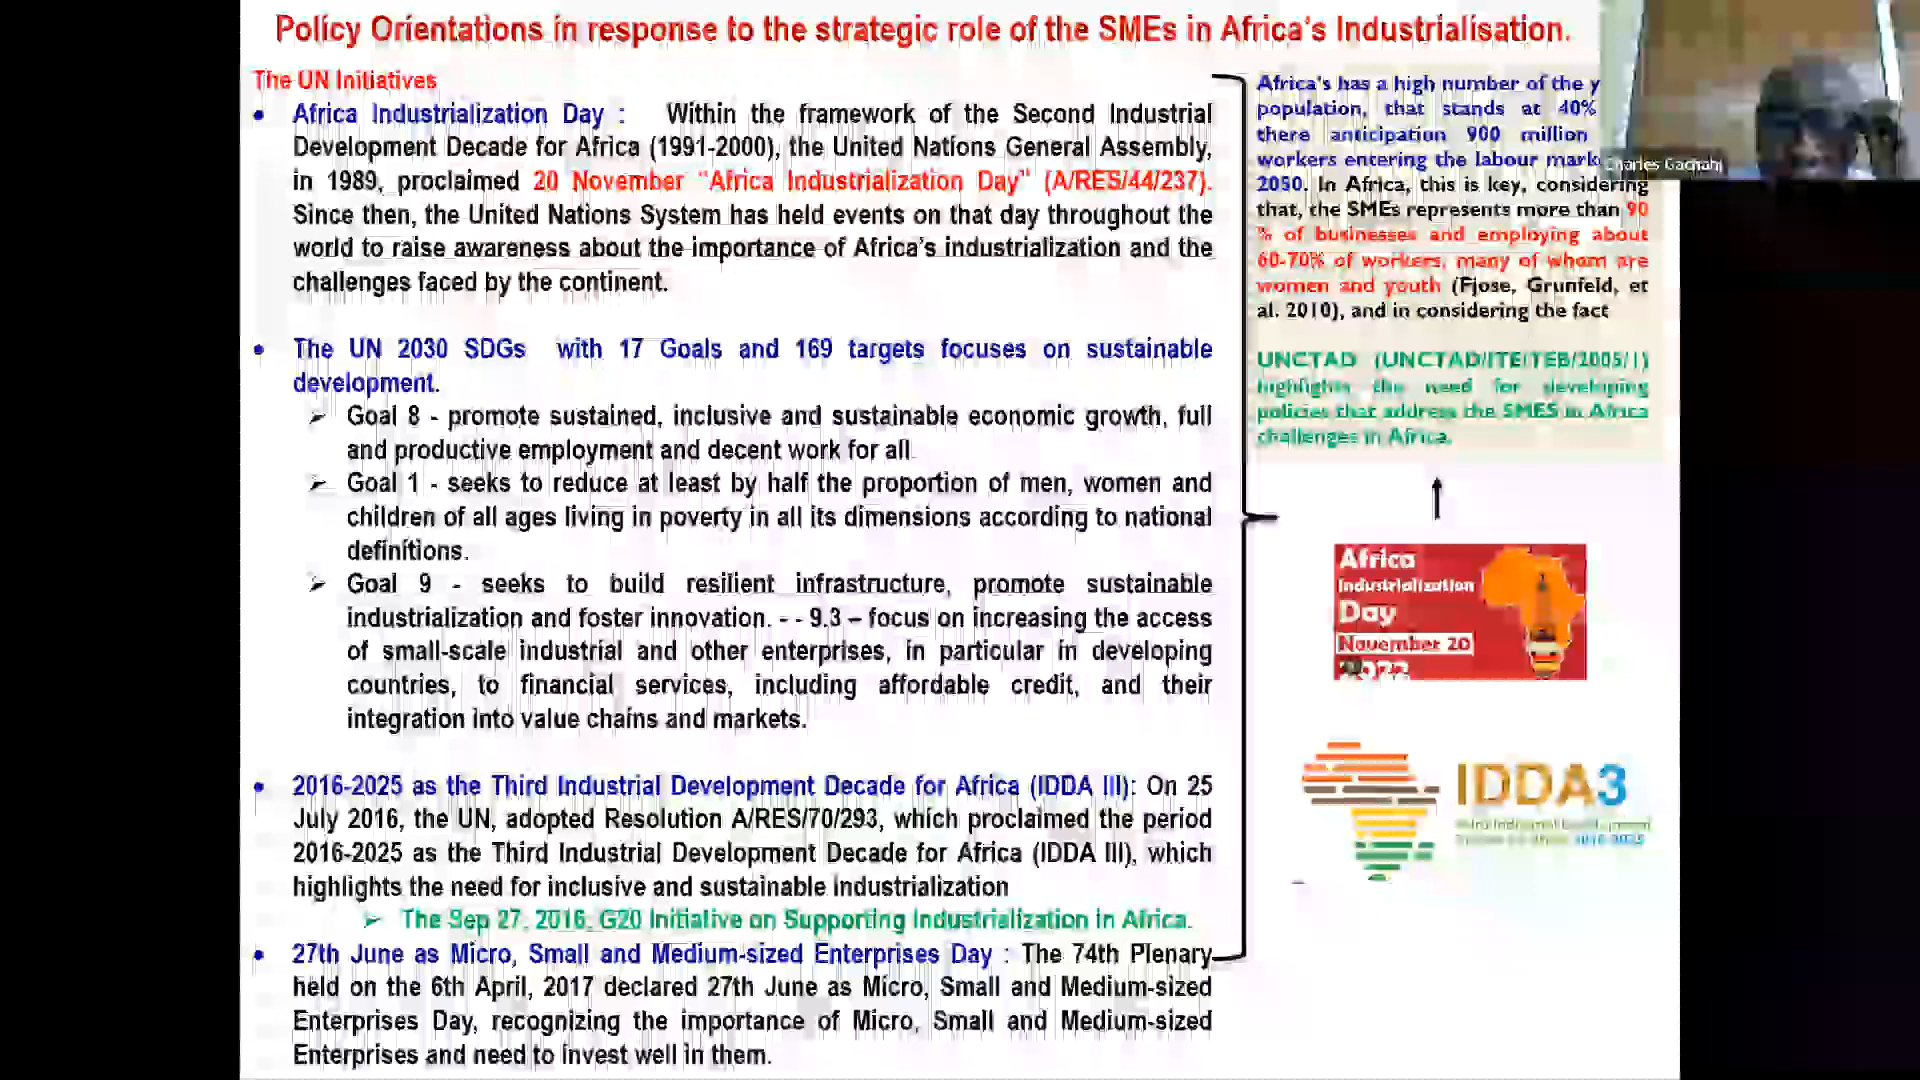 Policy Orientations in response to the strategic role of the SMEs in Africa's Industrialisation.
The UN Initiatives
• Africa Industrialization Day : Within the framework of the Second Industrial
Development Decade for Africa (1991-2000), the United Nations General Assembly,
in 1989, proclaimed 20 November "Africa Industrialization Day" (A/RES/44/237).
Since then, the United Nations System has held events on that day throughout the
world to raise awareness about the importance of Africa's industrialization and the
challenges faced by the continent.
• The UN 2030 SDGs with 17 Goals and 169 targets focuses on sustainable
development.
➢ Goal 8 - promote sustained, inclusive and sustainable economic growth, full
and productive employment and decent work for all
➢ Goal 1 - seeks to reduce at least by half the proportion of men, women and
children of all ages living in poverty in all its dimensions according to national
definitions.
➢ Goal 9 - seeks to build resilient infrastructure, promote sustainable
industrialization and foster innovation. - - 9.3 – focus on increasing the access
of small-scale industrial and other enterprises, in particular in developing
countries, to financial services, including affordable credit, and their
integration into value chains and markets.
• 2016-2025 as the Third Industrial Development Decade for Africa (IDDA III): On 25
July 2016, the UN, adopted Resolution A/RES/70/293, which proclaimed the period
2016-2025 as the Third Industrial Development Decade for Africa (IDDA III), which
highlights the need for inclusive and sustainable industrialization
➢ The Sep 27, 2016, G20 Initiative on Supporting Industrialization in Africa.
• 27th June as Micro, Small and Medium-sized Enterprises Day : The 74th Plenary
held on the 6th April, 2017 declared 27th June as Micro, Small and Medium-sized
Enterprises Day, recognizing the importance of Micro, Small and Medium-sized
Enterprises and need to invest well in them.
Africa's has a high number of the y
population, that stands at 40%
there anticipation 900 million
workers entering the labour mark
2050. In Africa, this is key, considering
that, the SMEs represents more than 90
% of businesses and employing about
60-70% of workers, many of whom are
women and youth (Fjose, Grunfeld, et
al. 2010), and in considering the fact
UNCTAD (UNCTAD/ITE/TEB/2005/1)
highlights the need for developing
policies that address the SMES in Africa
challenges in Africa.
Africa
Industrialization
Day
November 20
IDDA3
Charles Gachahi